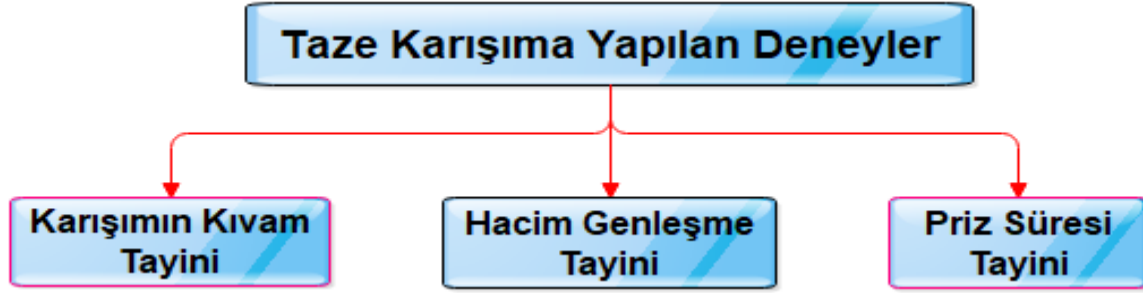 Taze Karışıma Yapılan Deneyler
Karışımın Kıvam
Tayini
Hacim Genleşme
Tayini
Priz Süresi
Tayini